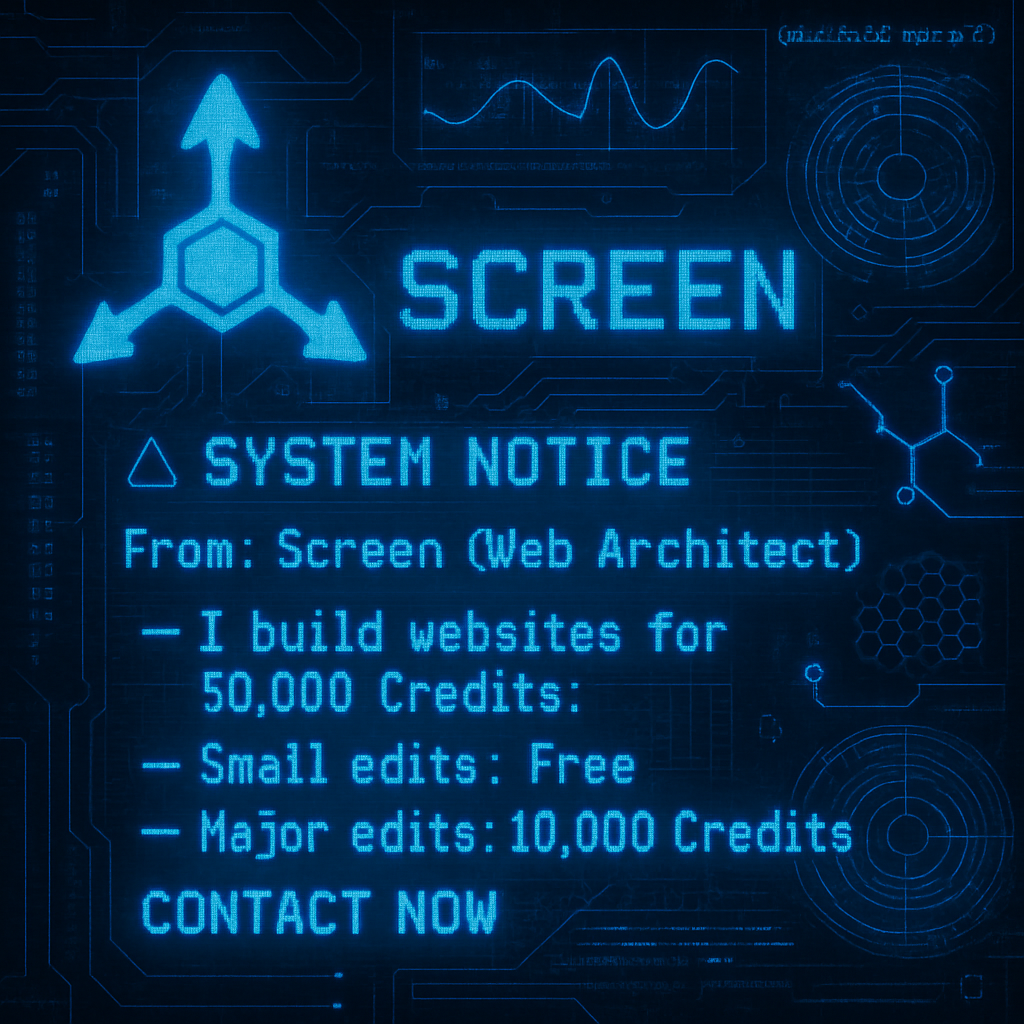 SCREEN
SYSTEM NOTICE
From: Screen (Web Architect)
— I build websites for
50,000 Credits:
— Small edits: Free
— Major edits: 10,000 Credits
CONTACT NOW